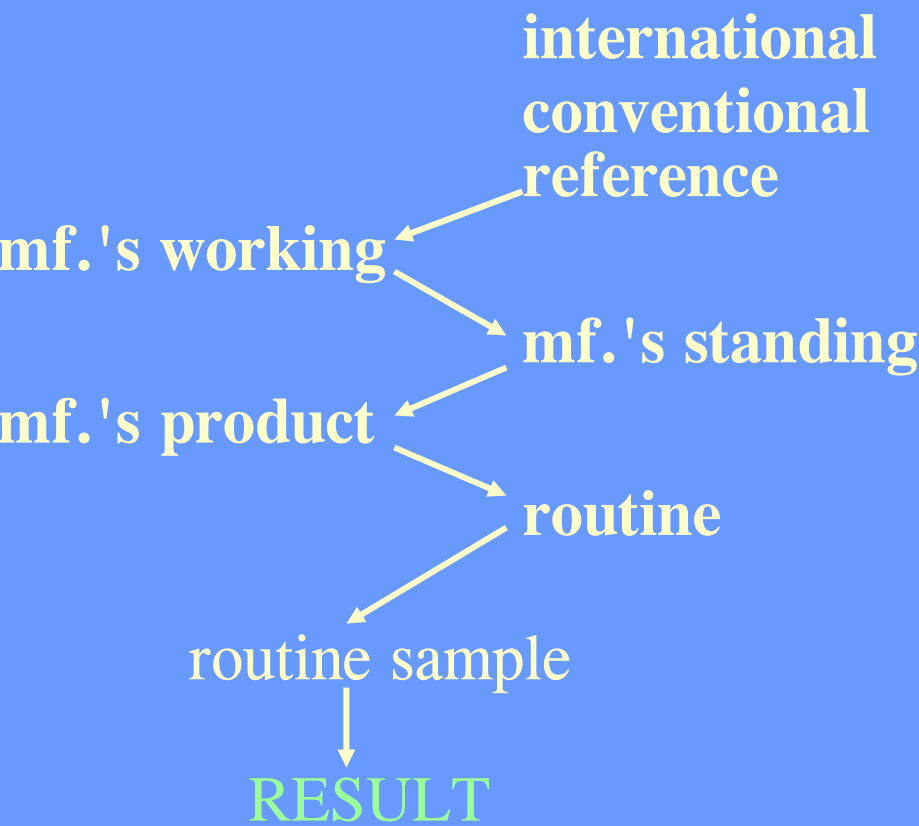 international
conventional
reference
mf.'s working
mf.'s standing
mf.'s product
routine
routine sample
RESULT